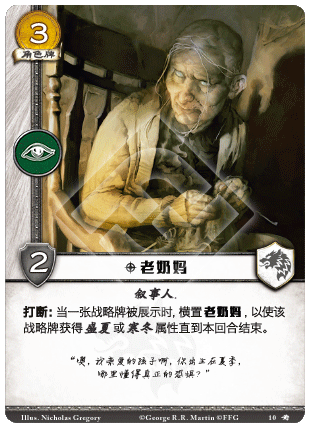 3
角色牌
2
老奶妈
叙事人.
打断: 当一张战略牌被展示时, 横置 老奶妈, 以使该
战略牌获得 盛夏 或 寒冬 属性直到本回合结束。
“噢, 我亲爱的孩子啊, 你出生在夏季,
哪里懂得真正的恐惧？”
Illus. Nicholas Gregory ©George R.R. Martin ©FFG 10